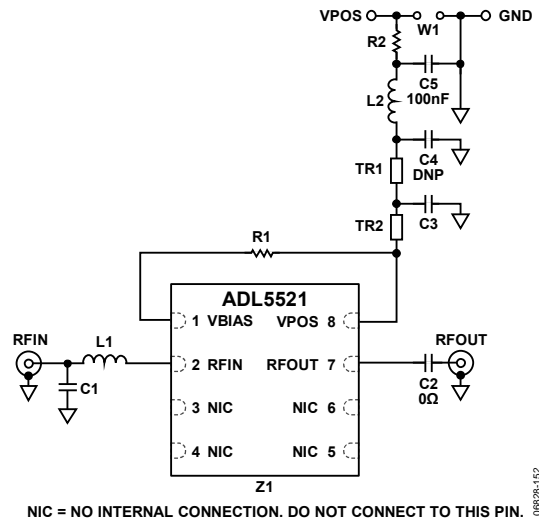 VPOS W1 GND
R2
C5
100nF
L2
C4
DNP
TR1
C3
TR2
R1
ADL5521
1 VBIAS VPOS 8
RFIN L1 RFOUT
2 RFIN RFOUT 7
C1
C2
0Ω
3 NIC NIC 6
4 NIC NIC 5
Z1
NIC = NO INTERNAL CONNECTION. DO NOT CONNECT TO THIS PIN.
06828-152